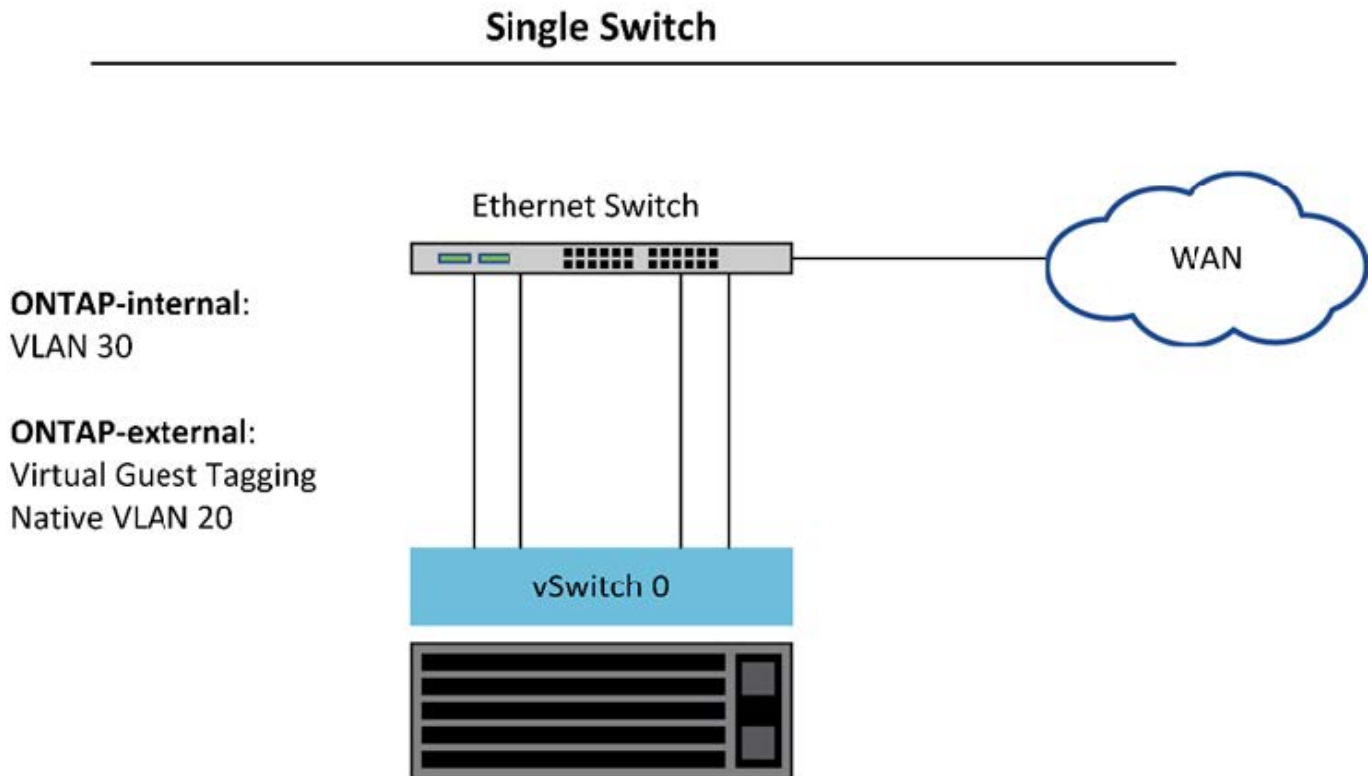 Single Switch
Ethernet Switch
WAN
ONTAP-internal:
VLAN 30
ONTAP-external:
Virtual Guest Tagging
Native VLAN 20
vSwitch 0